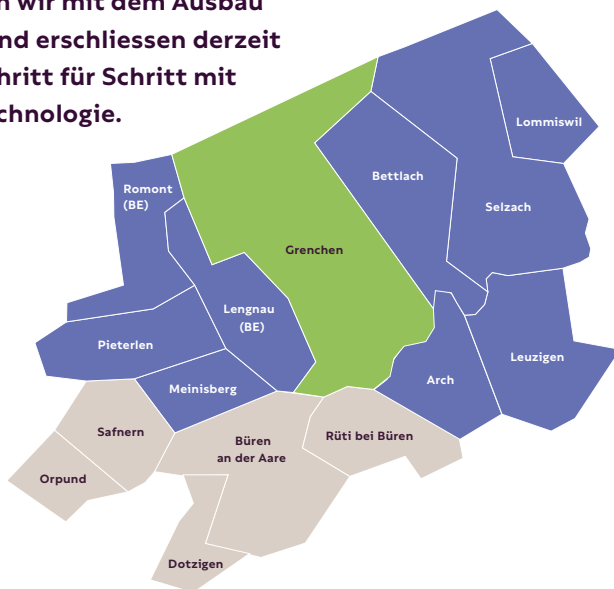 wir mit dem Ausbau
nd erschliessen derzeit
hritt für Schritt mit
chnologie.
Lommiswil
Bettlach
Romont
(BE)
Selzach
Grenchen
Lengnau
(BE)
Pieterlen
Leuzigen
Arch
Meinisberg
Safnern
Rüti bei Büren
Büren
an der Aare
Orpund
Dotzigen